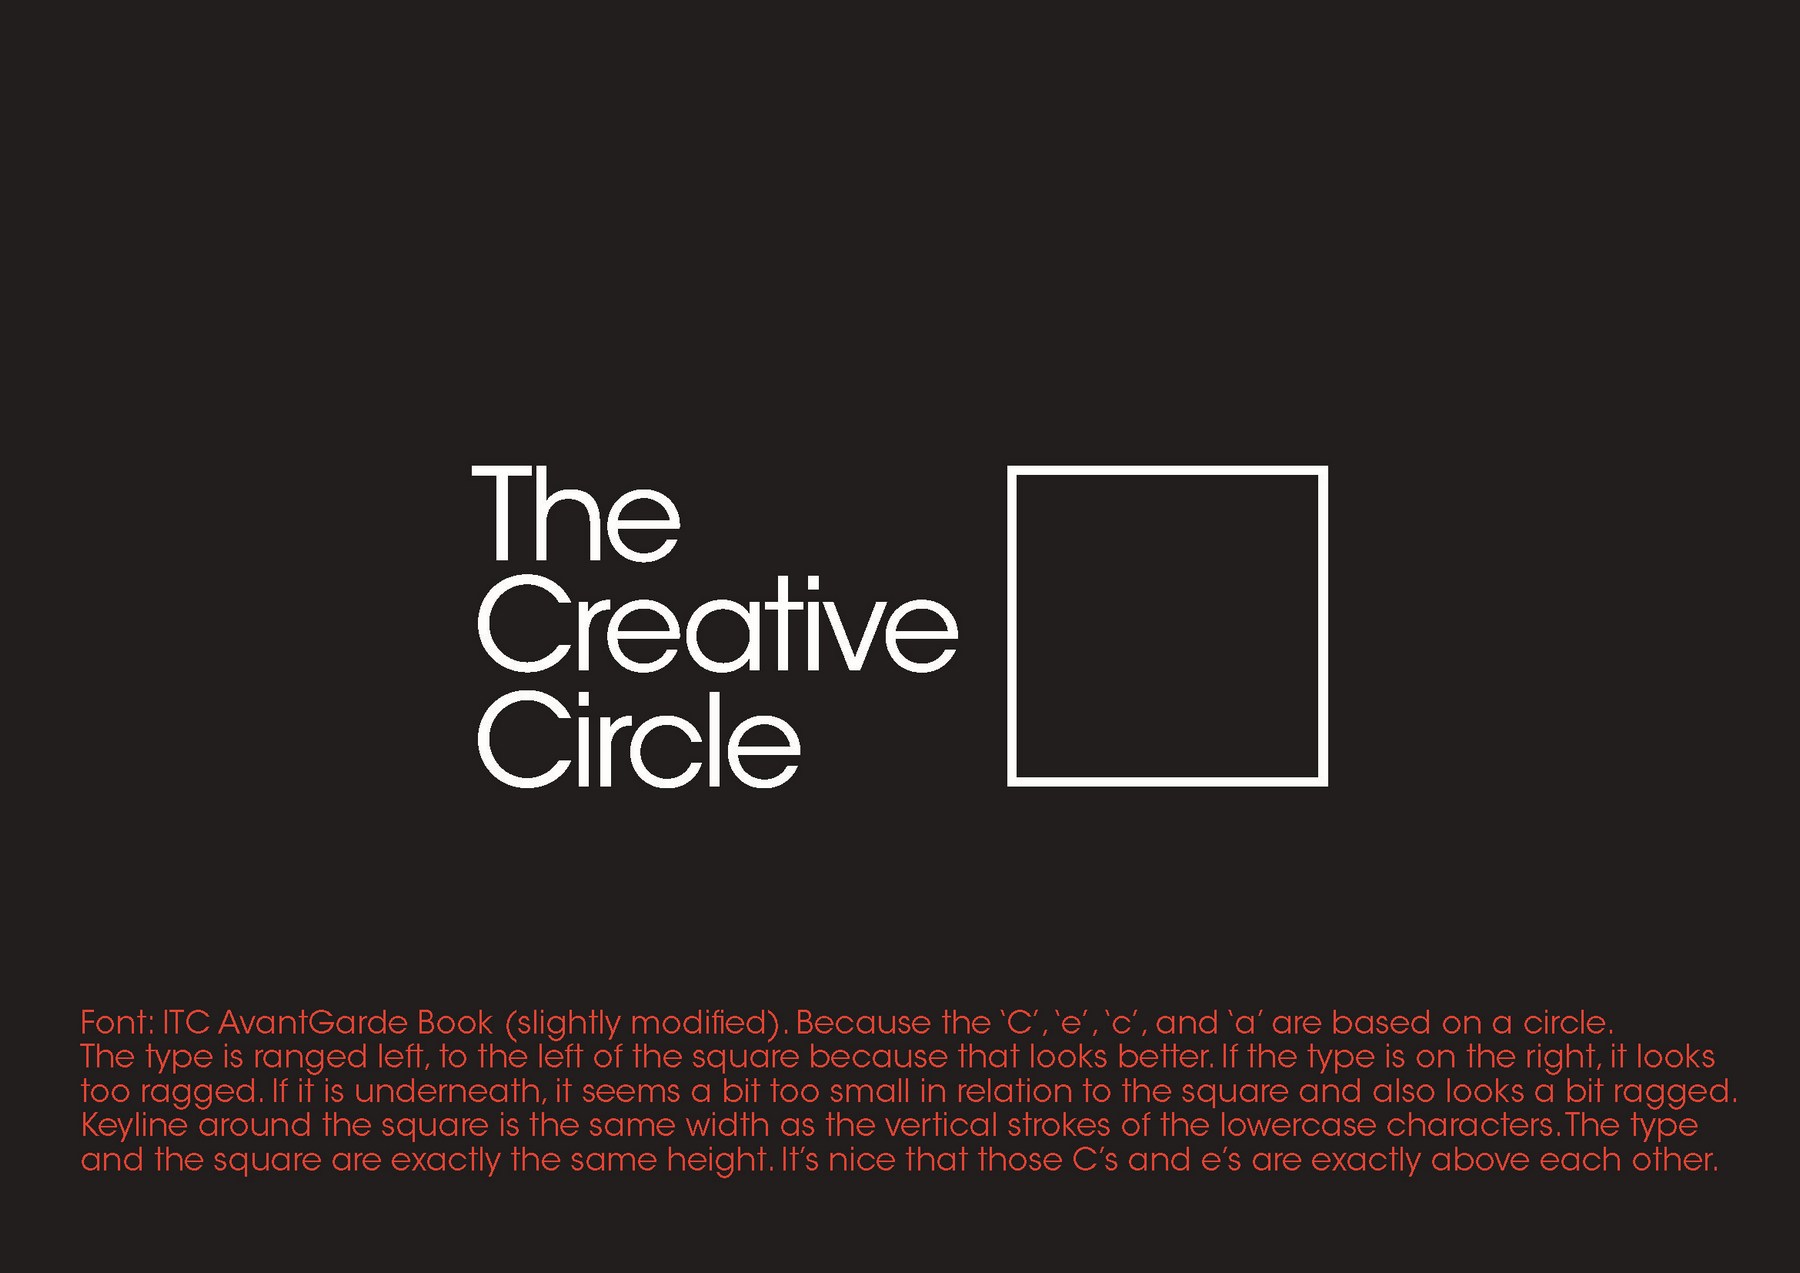 The
Creative
Circle
Font: ITC AvantGarde Book (slightly modified). Because the ‘C’, ‘e’, ‘c’, and ‘a’ are based on a circle.
The type is ranged left, to the left of the square because that looks better. If the type is on the right, it looks
too ragged. If it is underneath, it seems a bit too small in relation to the square and also looks a bit ragged.
Keyline around the square is the same width as the vertical strokes of the lowercase characters. The type
and the square are exactly the same height. It’s nice that those C’s and e’s are exactly above each other.